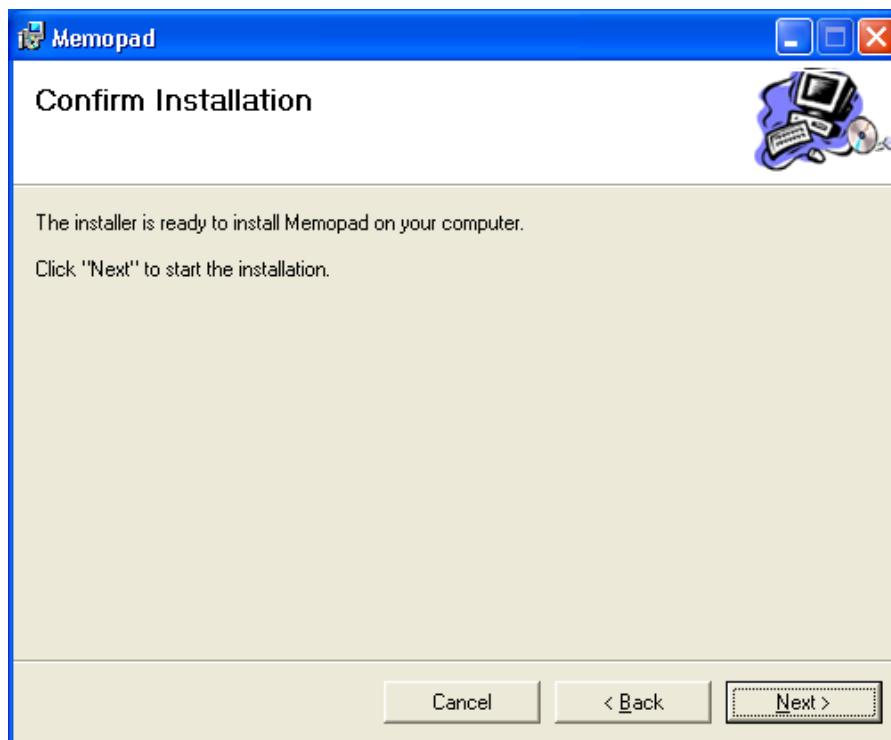 Memopad
Confirm Installation
The installer is ready to install Memopad on your computer.
Click "Next" to start the installation.
Cancel
< Back
Next >